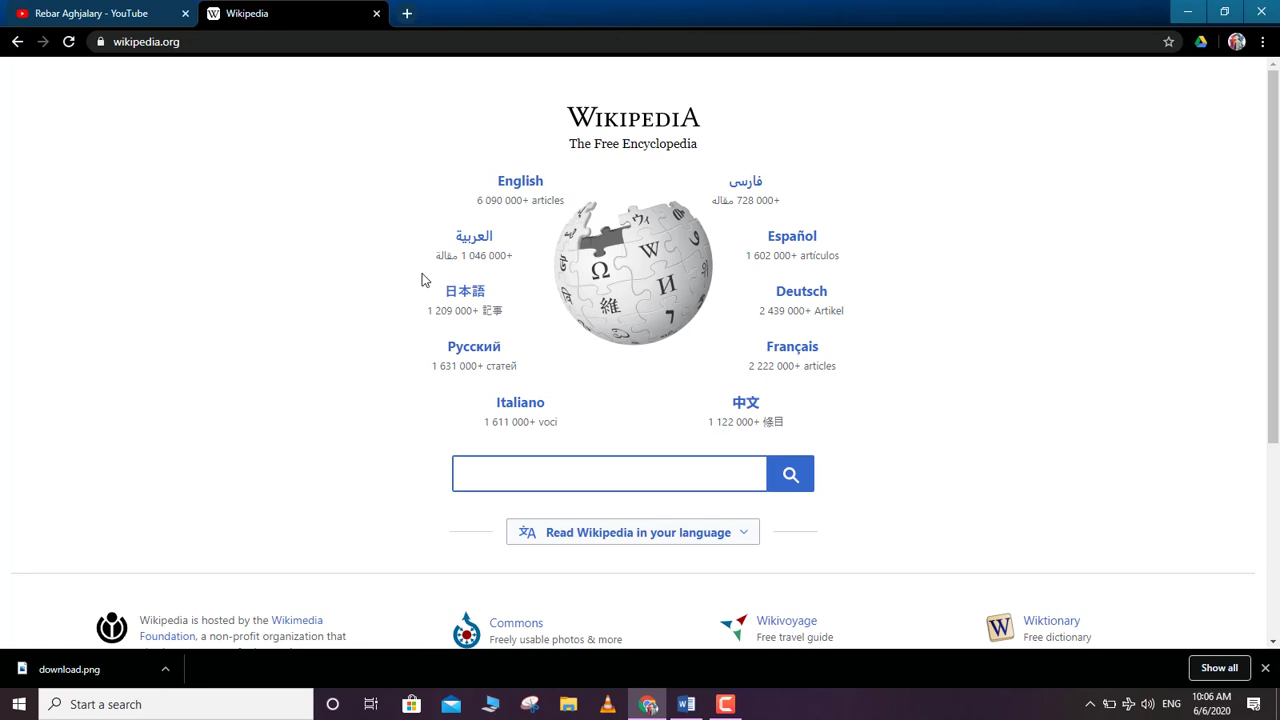 Rebar Aghjalary - YouTube
Wikipedia
wikipedia.org
WIKIPEDIA
The Free Encyclopedia
English
6 090 000+ articles
فارسی
728 000+ مقاله
العربية
1 046 000+ مقالة
Español
1 602 000+ artículos
日本語
1 209 000+ 記事
Deutsch
2 439 000+ Artikel
Русский
1 631 000+ статей
Français
2 222 000+ articles
Italiano
1 611 000+ voci
中文
1 122 000+ 條目
Ω
W
И
維
Read Wikipedia in your language
Wikipedia is hosted by the Wikimedia
Foundation, a non-profit organization that
Commons
Freely usable photos & more
Wikivoyage
Free travel guide
Wiktionary
Free dictionary
download.png
Show all
Start a search
ENG
10:06 AM
6/6/2020